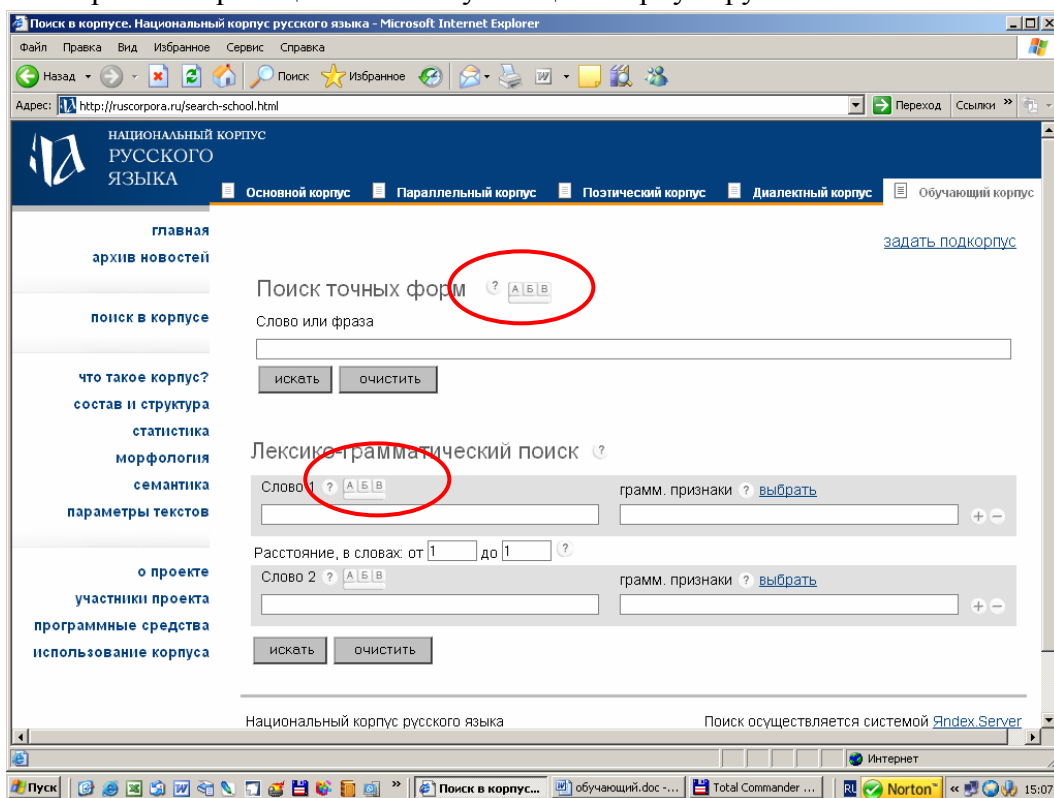 Поиск в корпусе. Национальный корпус русского языка - Microsoft Internet Explorer
Файл Правка Вид Избранное Сервис Справка
Назад Поиск Избранное
Адрес: http://ruscorpora.ru/search-school.html Переход Ссылки »
НАЦИОНАЛЬНЫЙ КОРПУС
РУССКОГО
ЯЗЫКА
Основной корпус Параллельный корпус Поэтический корпус Диалектный корпус Обучающий корпус
главная
архив новостей
задать подкорпус
Поиск точных форм ? А Б В
поиск в корпусе
Слово или фраза
что такое корпус?
искать очистить
состав и структура
статистика
морфология
Лексико-грамматический поиск ?
семантика
Слово 1 ? А Б В грамм. признаки ? выбрать
параметры текстов
+ −
Расстояние, в словах: от 1 до 1 ?
о проекте
Слово 2 ? А Б В грамм. признаки ? выбрать
участники проекта
+ −
программные средства
использование корпуса
искать очистить
Национальный корпус русского языка Поиск осуществляется системой Яndex.Server
Интернет
Пуск » Поиск в корпус... обучающий.doc -... Total Commander ... RU Norton™ « 15:07